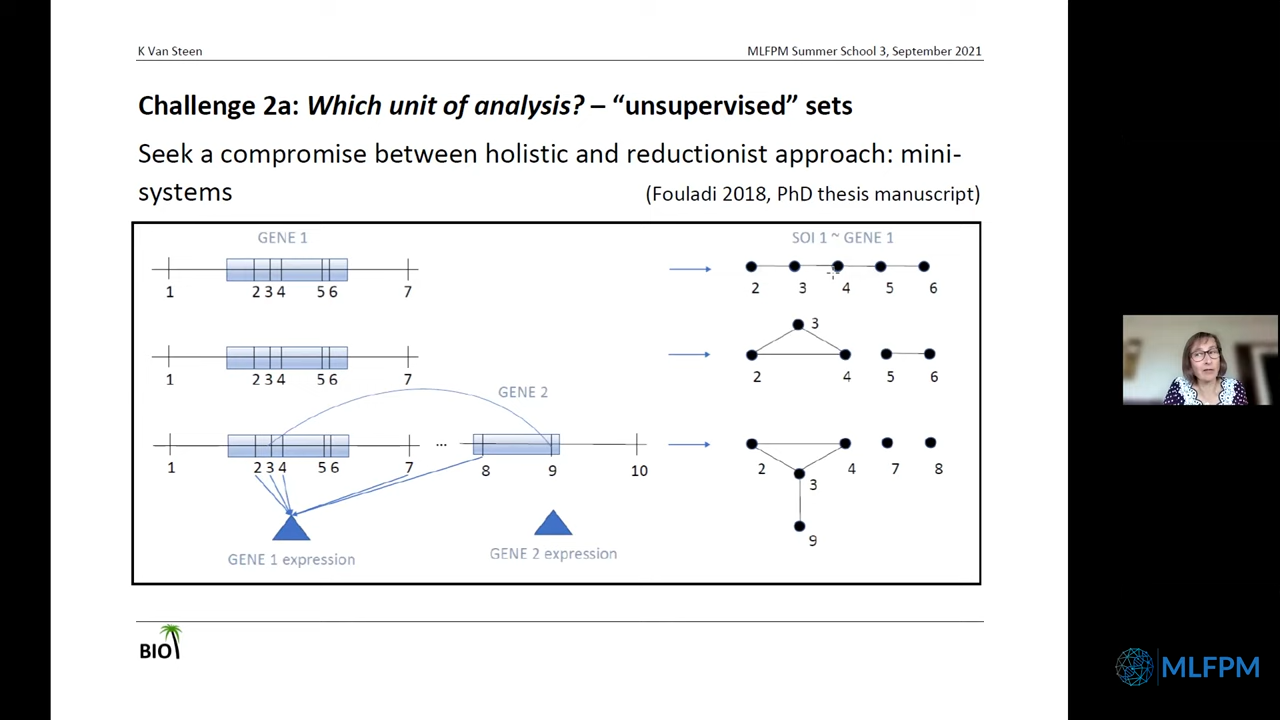 K Van Steen MLFPM Summer School 3, September 2021
Challenge 2a: Which unit of analysis? – “unsupervised” sets
Seek a compromise between holistic and reductionist approach: mini-
systems (Fouladi 2018, PhD thesis manuscript)
GENE 1 SOI 1 ~ GENE 1
1 2 3 4 5 6 7 2 3 4 5 6
3
1 2 3 4 5 6 7 2 4 5 6
GENE 2
...
1 2 3 4 5 6 7 8 9 10 2 3 4 7 8
9
GENE 1 expression GENE 2 expression
BIO
MLFPM